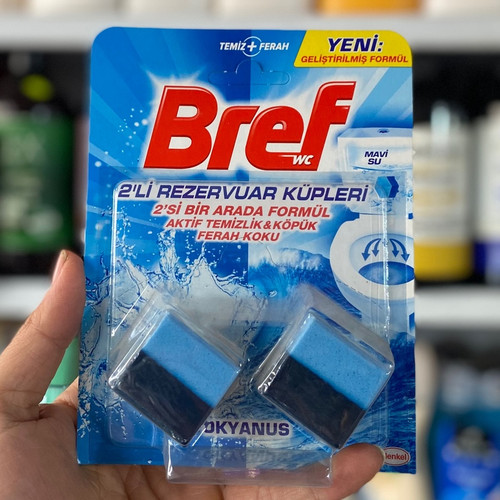 TEMİZ+FERAH
YENİ:
GELİŞTİRİLMİŞ FORMÜL
Bref
WC
MAVİ
SU
2'Lİ REZERVUAR KÜPLERİ
2'Sİ BİR ARADA FORMÜL
AKTİF TEMİZLİK&KÖPÜK
FERAH KOKU
OKYANUS
Henkel